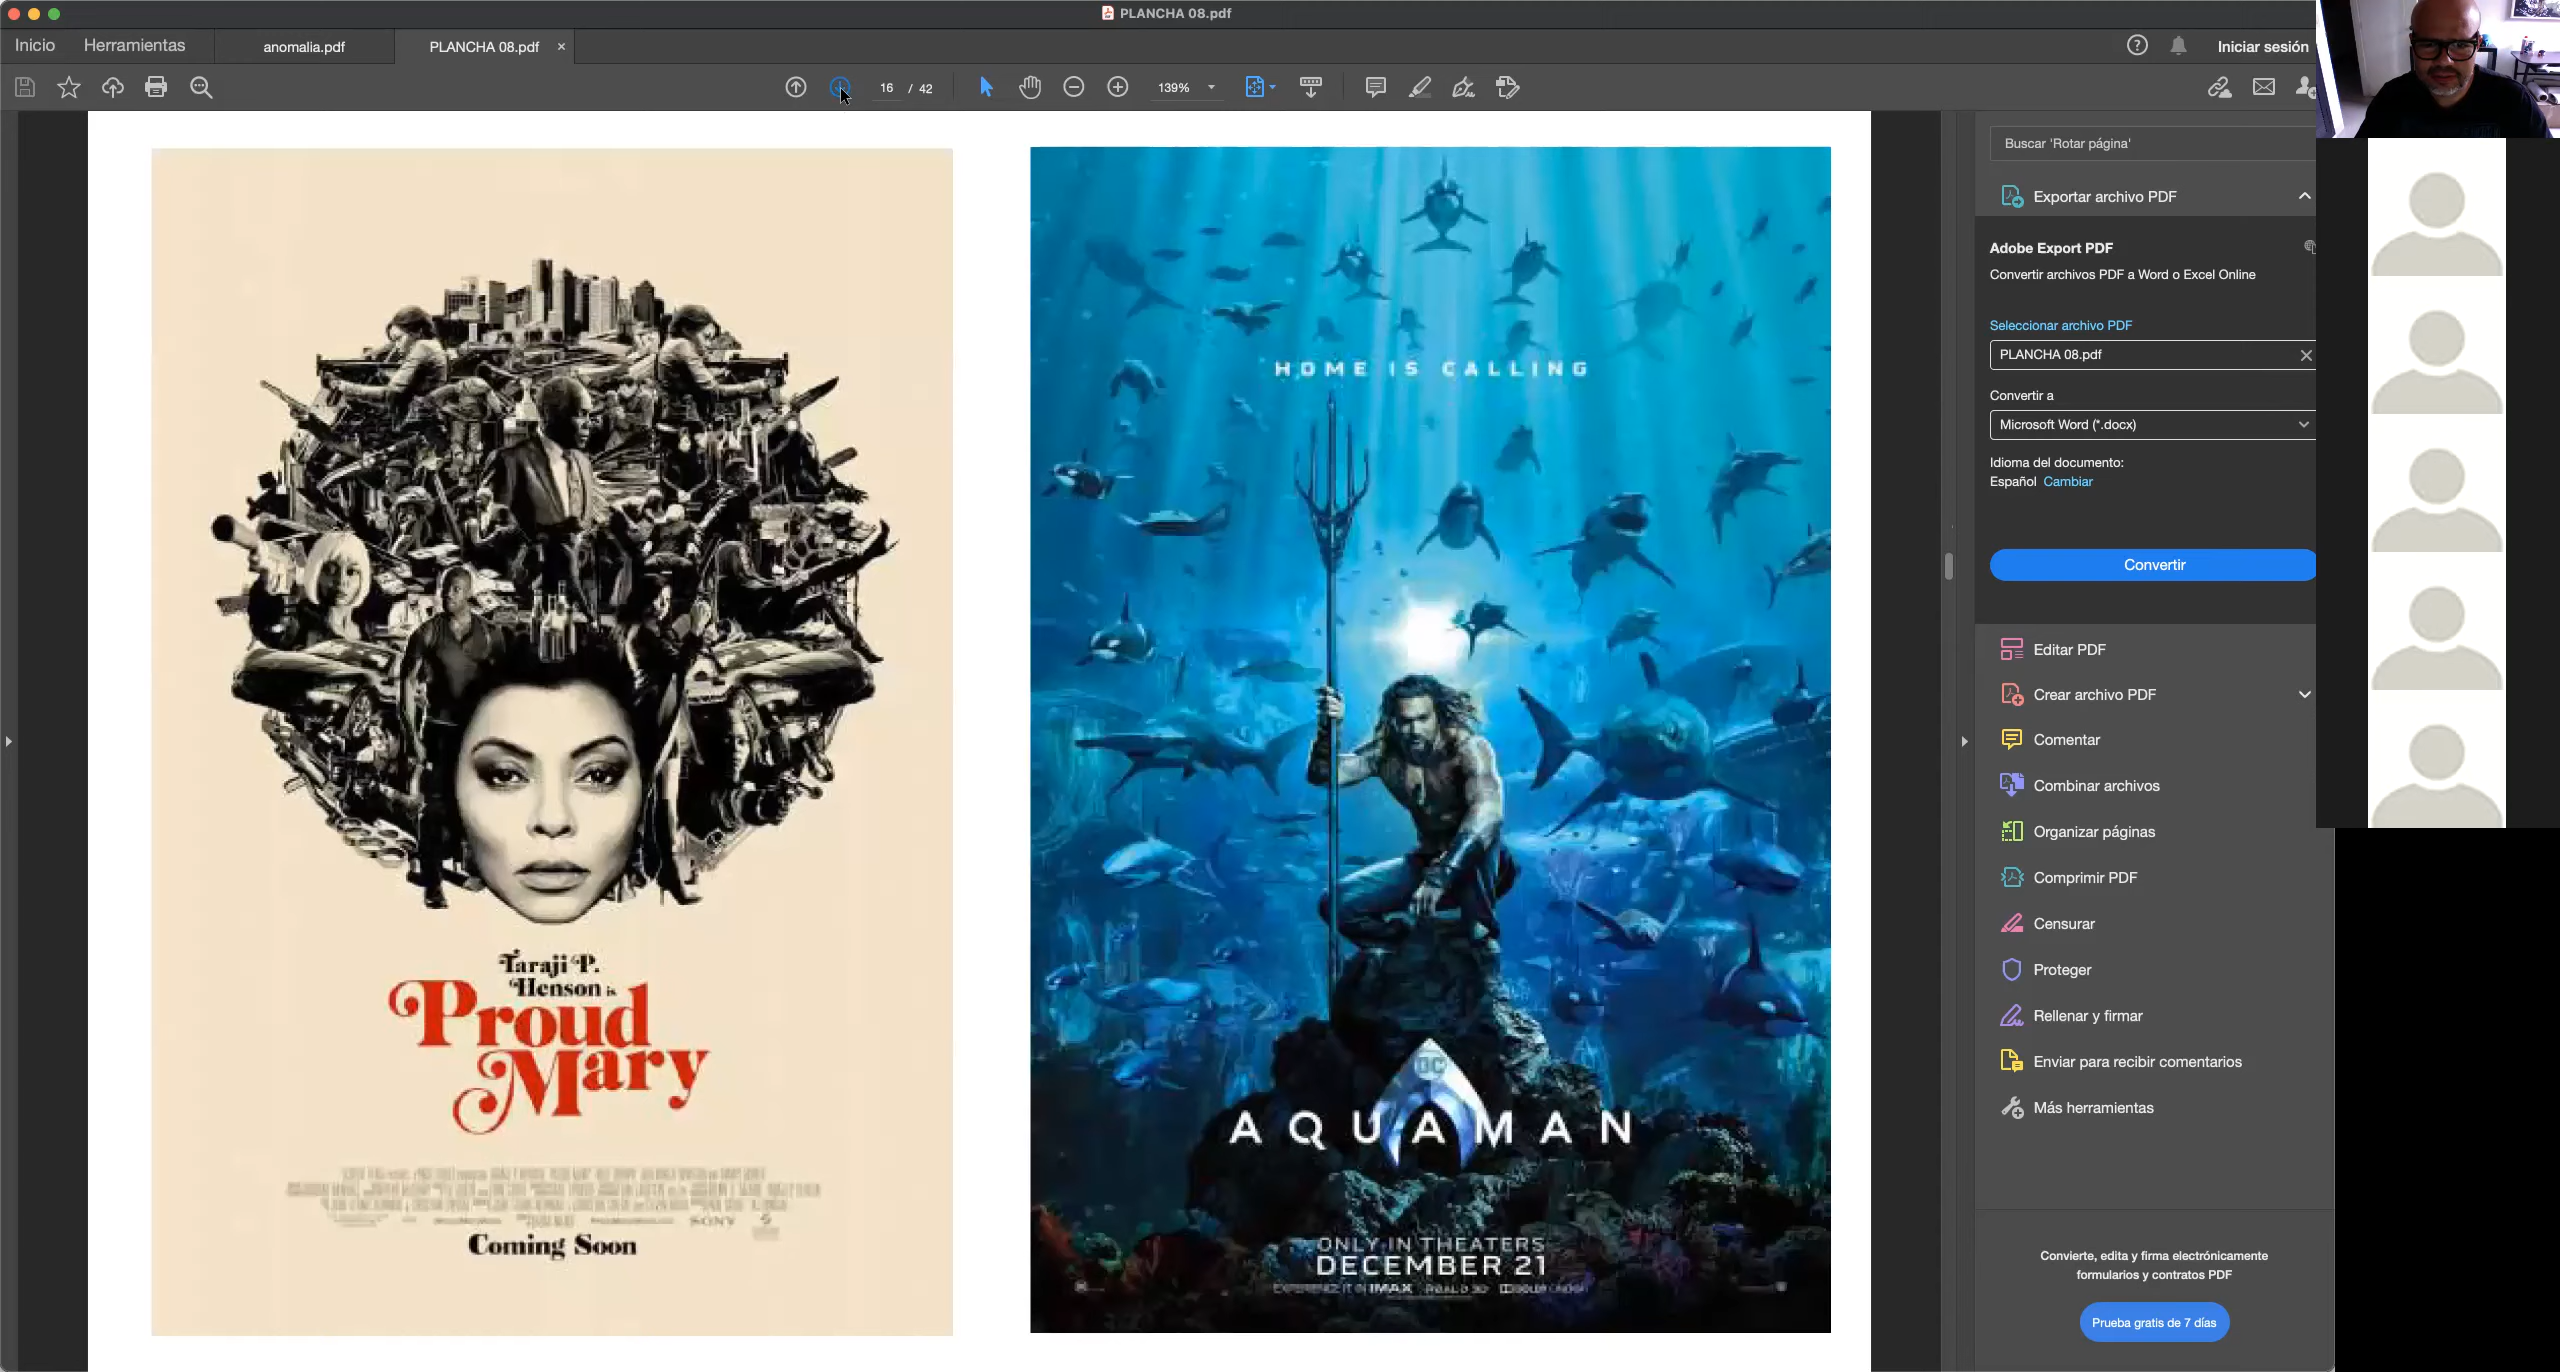 PLANCHA 08.pdf
Inicio
Herramientas
anomalia.pdf
PLANCHA 08.pdf
Iniciar sesión
16 / 42
139%
Taraji P.
Henson is
Proud
Mary
SONY
Coming Soon
HOME IS CALLING
DC
AQUAMAN
ONLY IN THEATERS
DECEMBER 21
EXPERIENCE IT IN IMAX
Buscar 'Rotar página'
Exportar archivo PDF
Adobe Export PDF
Convertir archivos PDF a Word o Excel Online
Seleccionar archivo PDF
PLANCHA 08.pdf
Convertir a
Microsoft Word (*.docx)
Idioma del documento:
Español Cambiar
Convertir
Editar PDF
Crear archivo PDF
Comentar
Combinar archivos
Organizar páginas
Comprimir PDF
Censurar
Proteger
Rellenar y firmar
Enviar para recibir comentarios
Más herramientas
Convierte, edita y firma electrónicamente
formularios y contratos PDF
Prueba gratis de 7 días